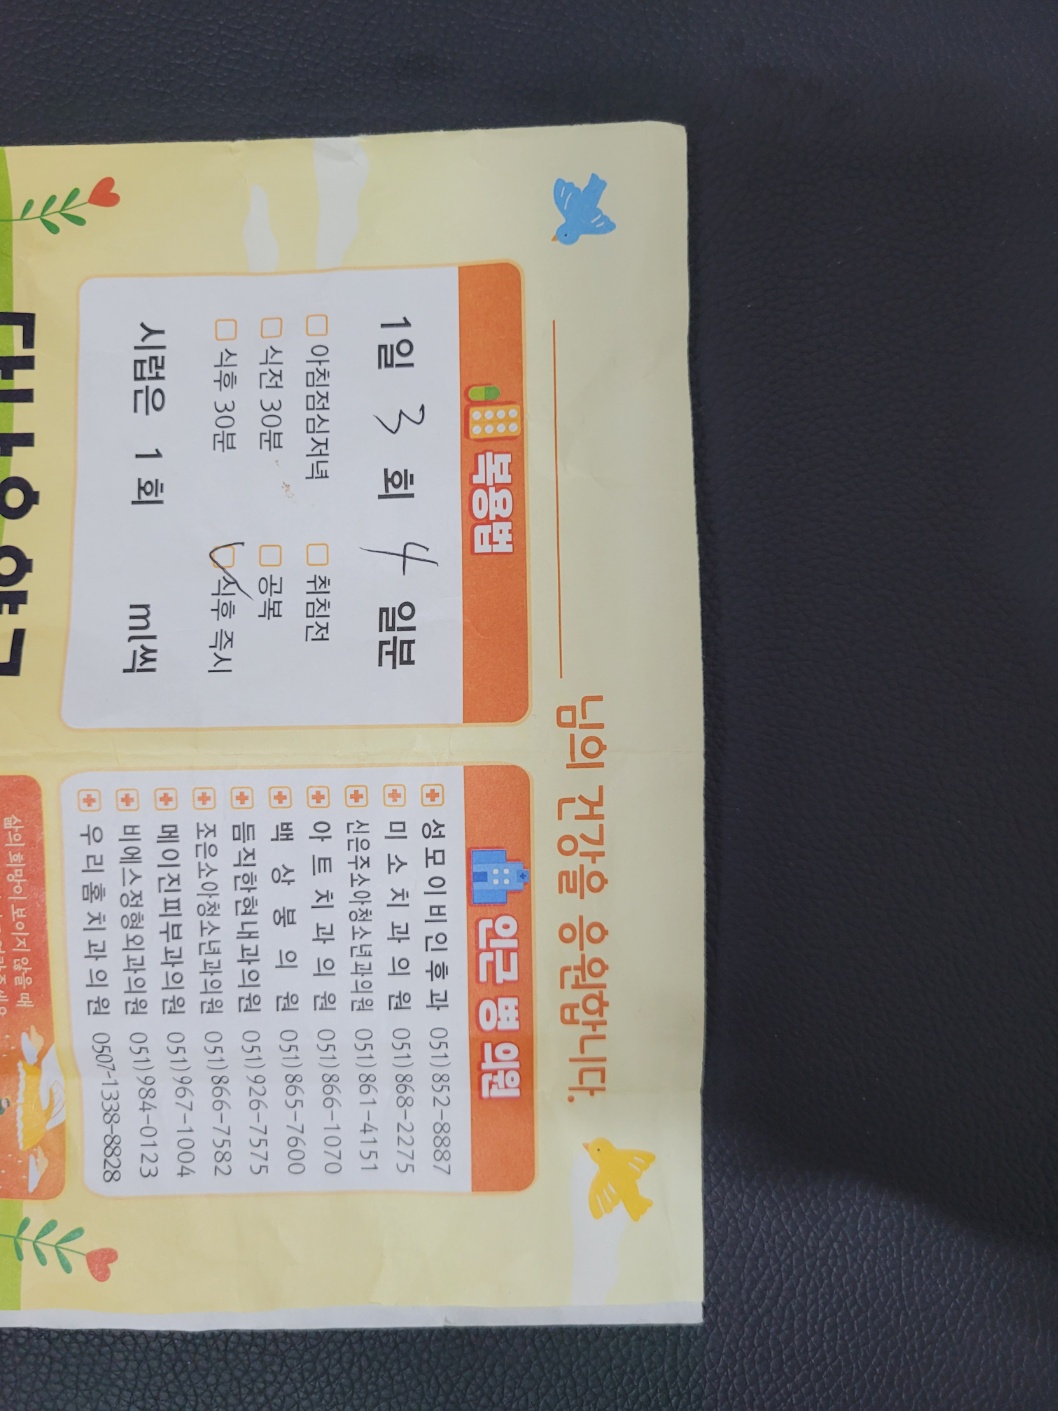 님의 건강을 응원합니다.
복용법
1일 3 회 4 일분
아침점심저녁 취침전
식전 30분 공복
식후 30분 식후 즉시
시럽은 1 회 ml씩
인근 병 의원
성모이비인후과 051)852-8887
미소치과의원 051)868-2275
신은주소아청소년과의원 051)861-4151
아트치과의원 051)866-1070
백상봉의원 051)865-7600
듬직한현내과의원 051)926-7575
조은소아청소년과의원 051)866-7582
메이진피부과의원 051)967-1004
비에스정형외과의원 051)984-0123
우리홈치과의원 0507-1338-8828
삶의 희망이 보이지 않을 때